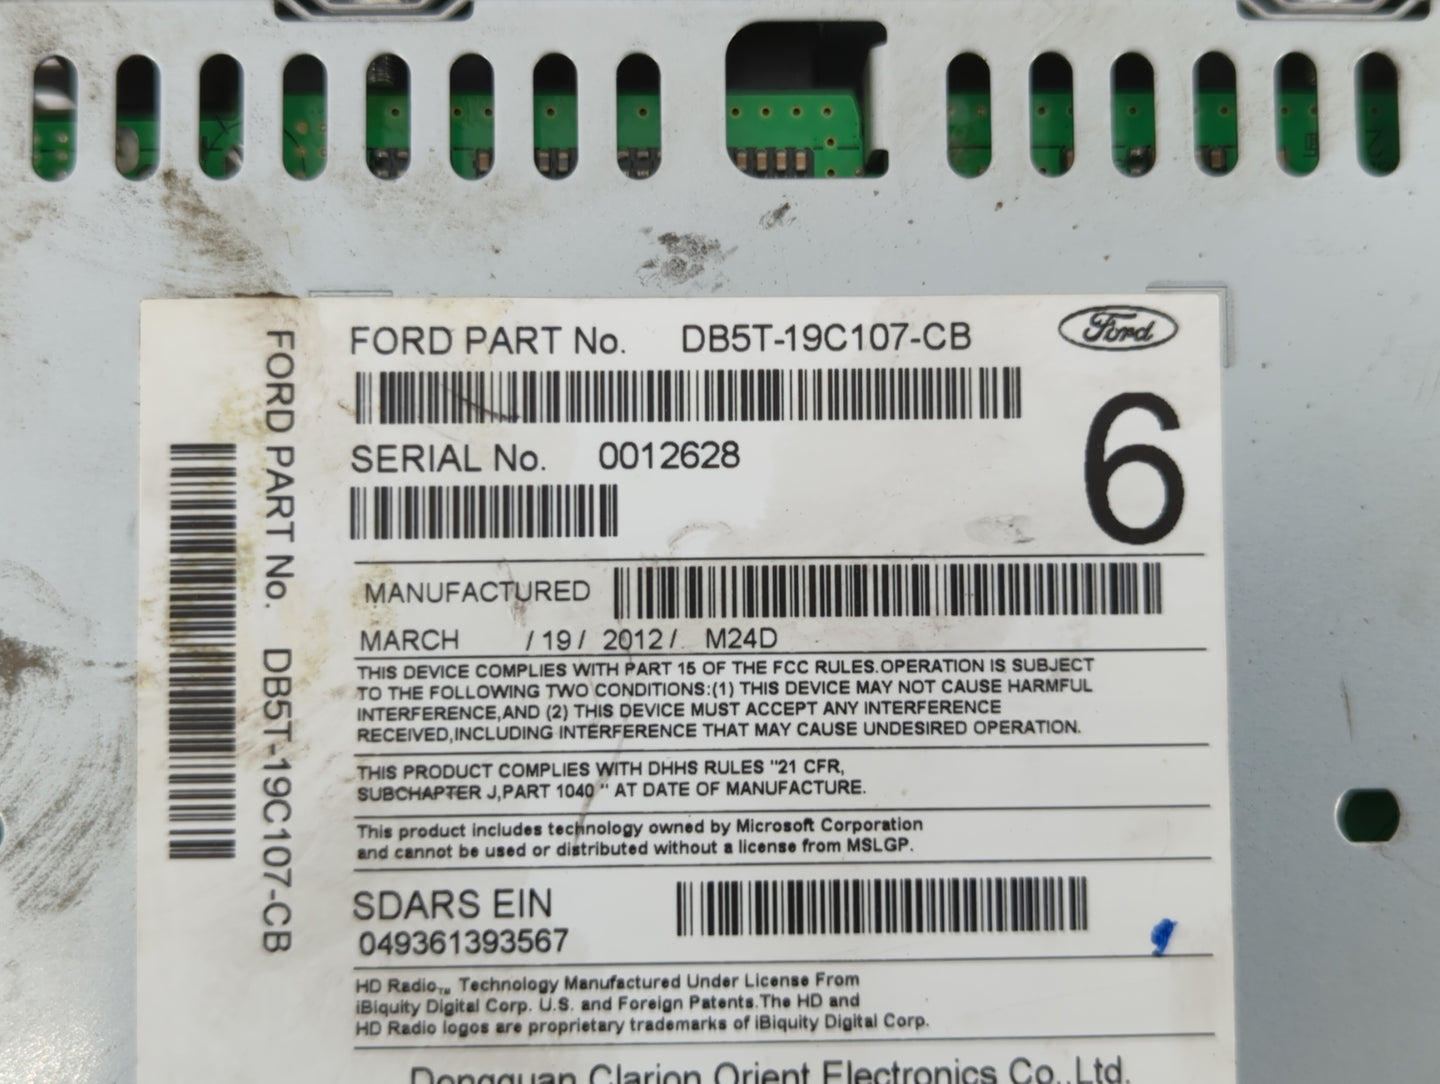 FORD PART No. DB5T-19C107-CB
Ford
SERIAL No. 0012628
6
MANUFACTURED
MARCH /19/ 2012/ M24D
THIS DEVICE COMPLIES WITH PART 15 OF THE FCC RULES.OPERATION IS SUBJECT
TO THE FOLLOWING TWO CONDITIONS:(1) THIS DEVICE MAY NOT CAUSE HARMFUL
INTERFERENCE,AND (2) THIS DEVICE MUST ACCEPT ANY INTERFERENCE
RECEIVED,INCLUDING INTERFERENCE THAT MAY CAUSE UNDESIRED OPERATION.
THIS PRODUCT COMPLIES WITH DHHS RULES "21 CFR,
SUBCHAPTER J,PART 1040 " AT DATE OF MANUFACTURE.
This product includes technology owned by Microsoft Corporation
and cannot be used or distributed without a license from MSLGP.
SDARS EIN
049361393567
HD Radio™ Technology Manufactured Under License From
iBiquity Digital Corp. U.S. and Foreign Patents.The HD and
HD Radio logos are proprietary trademarks of iBiquity Digital Corp.
Dongguan Clarion Orient Electronics Co.,Ltd.
FORD PART No. DB5T-19C107-CB